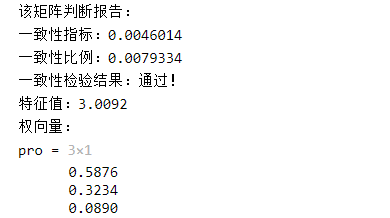 该矩阵判断报告：
一致性指标：0.0046014
一致性比例：0.0079334
一致性检验结果：通过！
特征值：3.0092
权向量：
pro = 3×1
0.5876
0.3234
0.0890